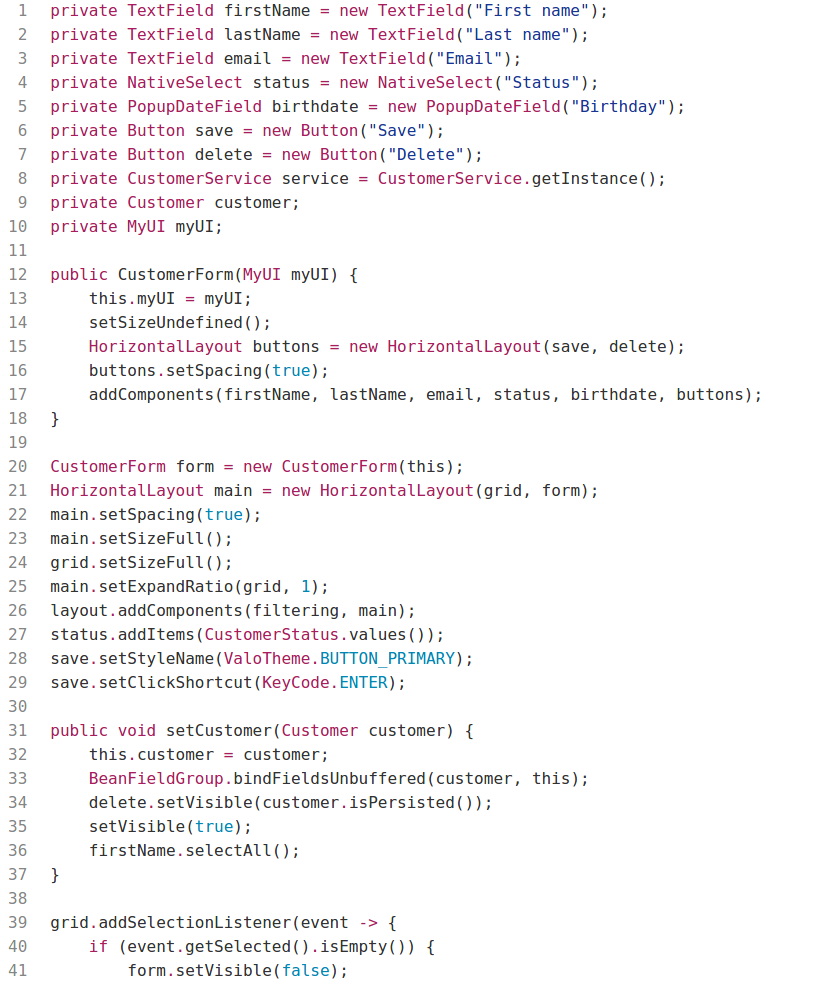 1 private TextField firstName = new TextField("First name");
2 private TextField lastName = new TextField("Last name");
3 private TextField email = new TextField("Email");
4 private NativeSelect status = new NativeSelect("Status");
5 private PopupDateField birthdate = new PopupDateField("Birthday");
6 private Button save = new Button("Save");
7 private Button delete = new Button("Delete");
8 private CustomerService service = CustomerService.getInstance();
9 private Customer customer;
10 private MyUI myUI;
11
12 public CustomerForm(MyUI myUI) {
13     this.myUI = myUI;
14     setSizeUndefined();
15     HorizontalLayout buttons = new HorizontalLayout(save, delete);
16     buttons.setSpacing(true);
17     addComponents(firstName, lastName, email, status, birthdate, buttons);
18 }
19
20 CustomerForm form = new CustomerForm(this);
21 HorizontalLayout main = new HorizontalLayout(grid, form);
22 main.setSpacing(true);
23 main.setSizeFull();
24 grid.setSizeFull();
25 main.setExpandRatio(grid, 1);
26 layout.addComponents(filtering, main);
27 status.addItems(CustomerStatus.values());
28 save.setStyleName(ValoTheme.BUTTON_PRIMARY);
29 save.setClickShortcut(KeyCode.ENTER);
30
31 public void setCustomer(Customer customer) {
32     this.customer = customer;
33     BeanFieldGroup.bindFieldsUnbuffered(customer, this);
34     delete.setVisible(customer.isPersisted());
35     setVisible(true);
36     firstName.selectAll();
37 }
38
39 grid.addSelectionListener(event -> {
40     if (event.getSelected().isEmpty()) {
41         form.setVisible(false);